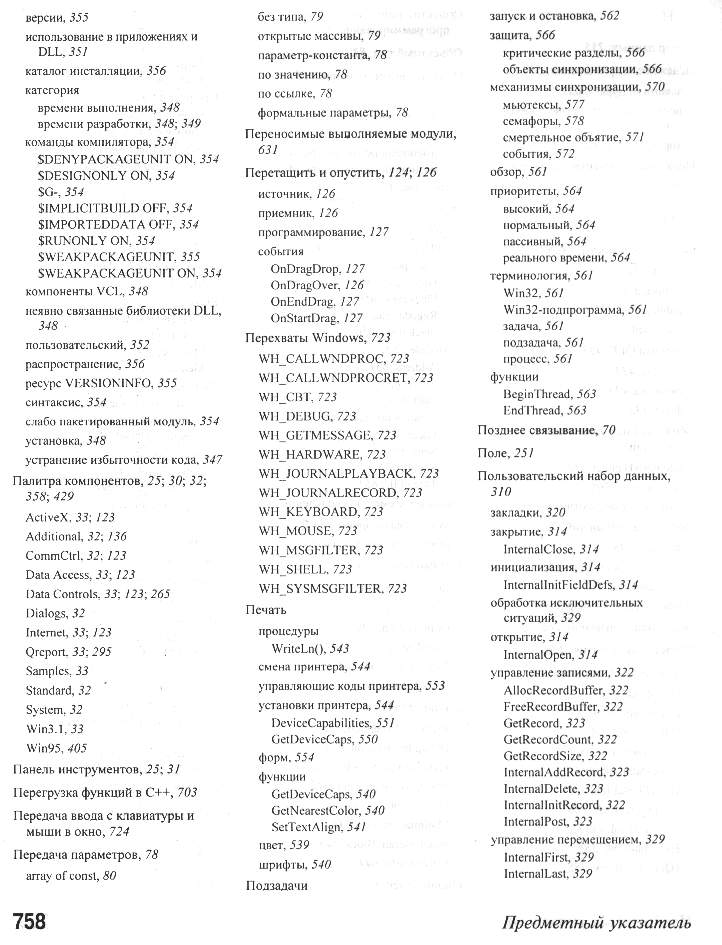 версии, 355
использование в приложениях и
DLL, 351
каталог инсталляции, 356
категория
времени выполнения, 348
времени разработки, 348; 349
команды компилятора, 354
$DENYPACKAGEUNIT ON, 354
$DESIGNONLY ON, 354
$G-, 354
$IMPLICITBUILD OFF, 354
$IMPORTEDDATA OFF, 354
$RUNONLY ON, 354
$WEAKPACKAGEUNIT, 355
$WEAKPACKAGEUNIT ON, 354
компоненты VCL, 348
неявно связанные библиотеки DLL,
348
пользовательский, 352
распространение, 356
ресурс VERSIONINFO, 355
синтаксис, 354
слабо пакетированный модуль, 354
установка, 348
устранение избыточности кода, 347
Палитра компонентов, 25; 30; 32;
358; 429
ActiveX, 33; 123
Additional, 32; 136
CommCtrl, 32; 123
Data Access, 33; 123
Data Controls, 33; 123; 265
Dialogs, 32
Internet, 33; 123
Qreport, 33; 295
Samples, 33
Standard, 32
System, 32
Win3.1, 33
Win95, 405
Панель инструментов, 25; 31
Перегрузка функций в C++, 703
Передача ввода с клавиатуры и
мыши в окно, 724
Передача параметров, 78
array of const, 80
без типа, 79
открытые массивы, 79
параметр-константа, 78
по значению, 78
по ссылке, 78
формальные параметры, 78
Переносимые выполняемые модули,
631
Перетащить и опустить, 124; 126
источник, 126
приемник, 126
программирование, 127
события
OnDragDrop, 127
OnDragOver, 126
OnEndDrag, 127
OnStartDrag, 127
Перехваты Windows, 723
WH_CALLWNDPROC, 723
WH_CALLWNDPROCRET, 723
WH_CBT, 723
WH_DEBUG, 723
WH_GETMESSAGE, 723
WH_HARDWARE, 723
WH_JOURNALPLAYBACK, 723
WH_JOURNALRECORD, 723
WH_KEYBOARD, 723
WH_MOUSE, 723
WH_MSGFILTER, 723
WH_SHELL, 723
WH_SYSMSGFILTER, 723
Печать
процедуры
WriteLn(), 543
смена принтера, 544
управляющие коды принтера, 553
установки принтера, 544
DeviceCapabilities, 551
GetDeviceCaps, 550
форм, 554
функции
GetDeviceCaps, 540
GetNearestColor, 540
SetTextAlign, 541
цвет, 539
шрифты, 540
Подзадачи
запуск и остановка, 562
защита, 566
критические разделы, 566
объекты синхронизации, 566
механизмы синхронизации, 570
мьютексы, 577
семафоры, 578
смертельное объятие, 571
события, 572
обзор, 561
приоритеты, 564
высокий, 564
нормальный, 564
пассивный, 564
реального времени, 564
терминология, 561
Win32, 561
Win32-подпрограмма, 561
задача, 561
подзадача, 561
процесс, 561
функции
BeginThread, 563
EndThread, 563
Позднее связывание, 70
Поле, 251
Пользовательский набор данных,
310
закладки, 320
закрытие, 314
InternalClose, 314
инициализация, 314
InternalInitFieldDefs, 314
обработка исключительных
ситуаций, 329
открытие, 314
InternalOpen, 314
управление записями, 322
AllocRecordBuffer, 322
FreeRecordBuffer, 322
GetRecord, 323
GetRecordCount, 322
GetRecordSize, 322
InternalAddRecord, 323
InternalDelete, 323
InternalInitRecord, 322
InternalPost, 323
управление перемещением, 329
InternalFirst, 329
InternalLast, 329
758
Предметный указатель